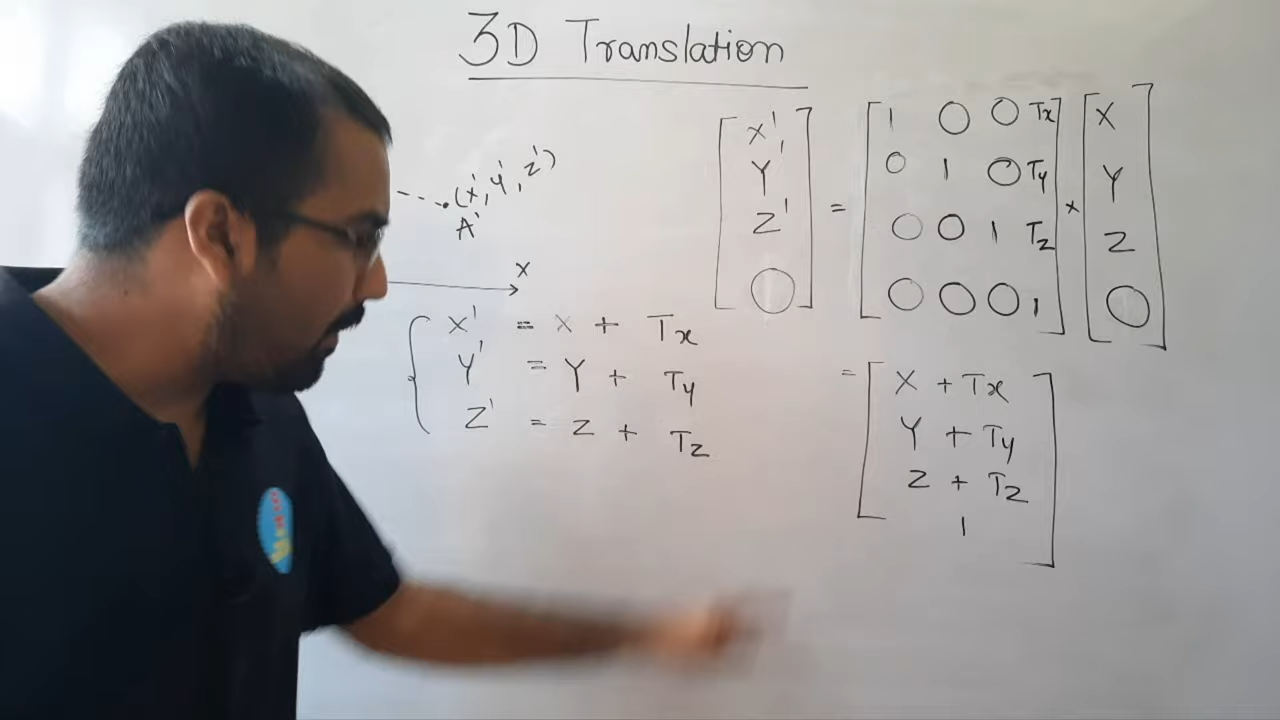 3D Translation
(x', y', z')
A'
x
X' = X + Tx
Y' = Y + Ty
Z' = Z + Tz
[X' Y' Z' 0] = [1 0 0 Tx
0 1 0 Ty
0 0 1 Tz
0 0 0 1] × [X Y Z 0]
= [X + Tx
Y + Ty
Z + Tz
1]